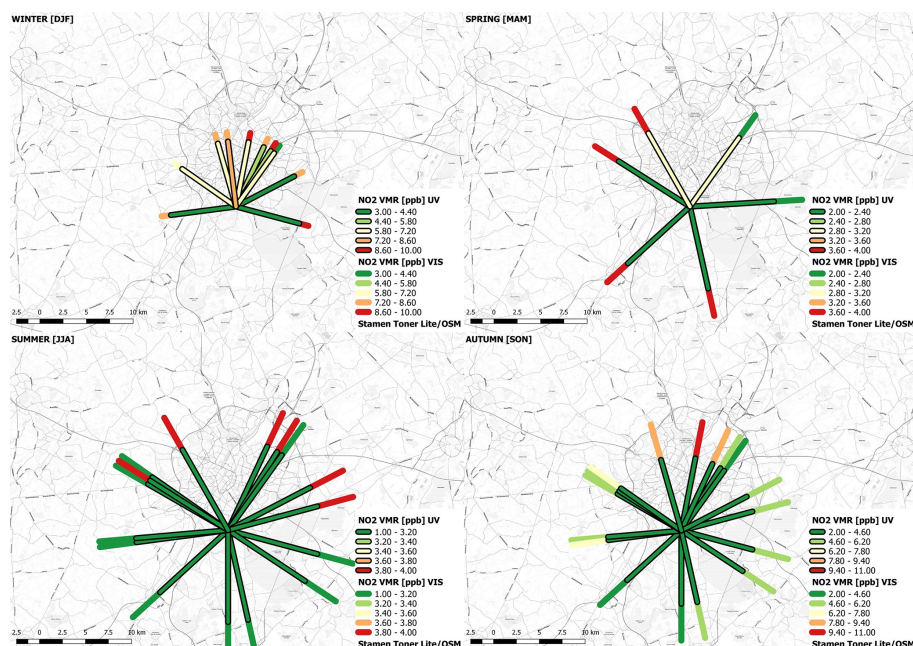 WINTER [DJF]
NO2 VMR [ppb] UV
3.00 - 4.40
4.40 - 5.80
5.80 - 7.20
7.20 - 8.60
8.60 - 10.00
NO2 VMR [ppb] VIS
3.00 - 4.40
4.40 - 5.80
5.80 - 7.20
7.20 - 8.60
8.60 - 10.00
2.5 0 2.5 5 7.5 10 km
Stamen Toner Lite/OSM
SPRING [MAM]
NO2 VMR [ppb] UV
2.00 - 2.40
2.40 - 2.80
2.80 - 3.20
3.20 - 3.60
3.60 - 4.00
NO2 VMR [ppb] VIS
2.00 - 2.40
2.40 - 2.80
2.80 - 3.20
3.20 - 3.60
3.60 - 4.00
2.5 0 2.5 5 7.5 10 km
Stamen Toner Lite/OSM
SUMMER [JJA]
NO2 VMR [ppb] UV
1.00 - 3.20
3.20 - 3.40
3.40 - 3.60
3.60 - 3.80
3.80 - 4.00
NO2 VMR [ppb] VIS
1.00 - 3.20
3.20 - 3.40
3.40 - 3.60
3.60 - 3.80
3.80 - 4.00
2.5 0 2.5 5 7.5 10 km
Stamen Toner Lite/OSM
AUTUMN [SON]
NO2 VMR [ppb] UV
2.00 - 4.60
4.60 - 6.20
6.20 - 7.80
7.80 - 9.40
9.40 - 11.00
NO2 VMR [ppb] VIS
2.00 - 4.60
4.60 - 6.20
6.20 - 7.80
7.80 - 9.40
9.40 - 11.00
2.5 0 2.5 5 7.5 10 km
Stamen Toner Lite/OSM